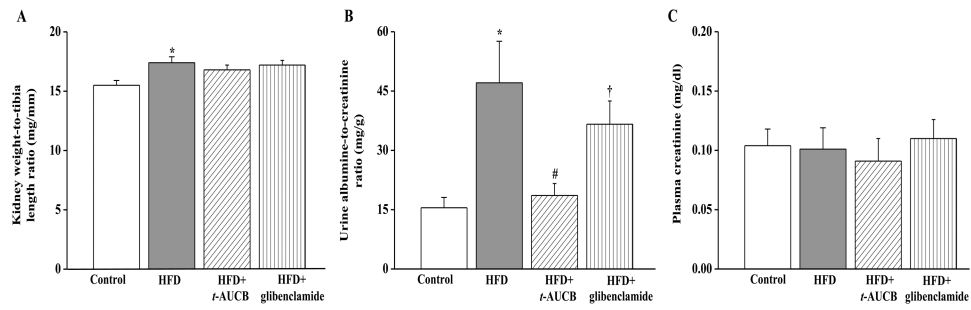 A
Kidney weight-to-tibia
length ratio (mg/mm)
20
15
10
5
0
*
Control
HFD
HFD+
t-AUCB
HFD+
glibenclamide
B
Urine albumine-to-creatinine
ratio (mg/g)
60
45
30
15
0
*
#
†
Control
HFD
HFD+
t-AUCB
HFD+
glibenclamide
C
Plasma creatinine (mg/dl)
0.20
0.15
0.10
0.05
0.00
Control
HFD
HFD+
t-AUCB
HFD+
glibenclamide